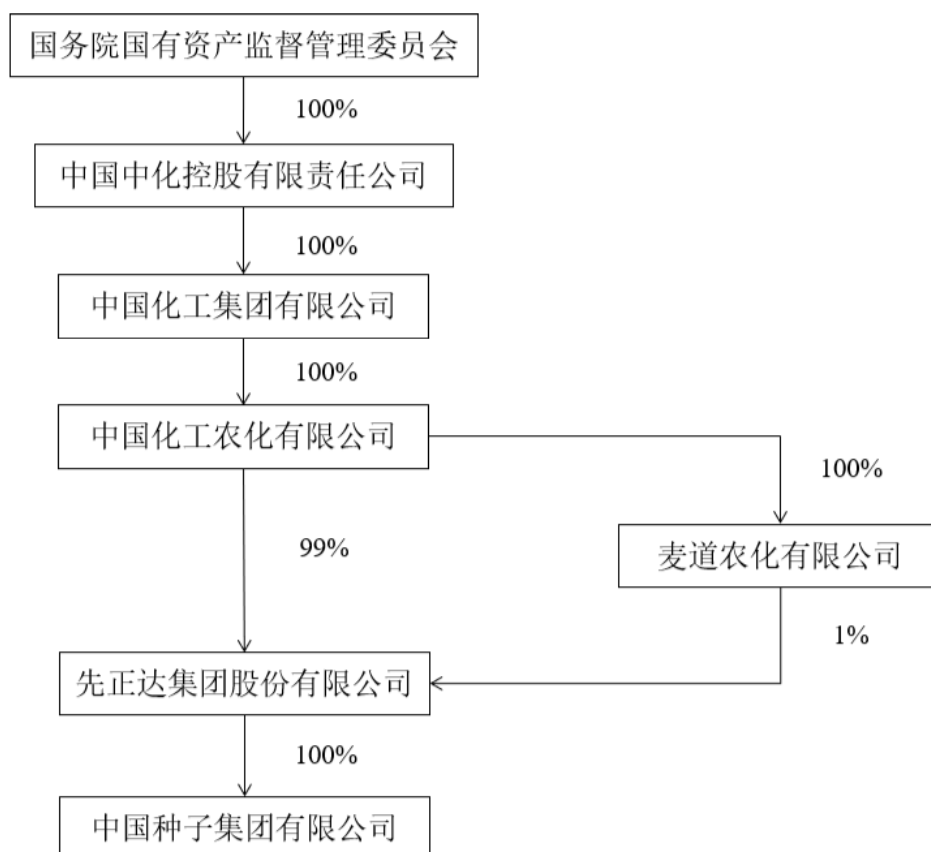 国务院国有资产监督管理委员会
100%
中国中化控股有限责任公司
100%
中国化工集团有限公司
100%
中国化工农化有限公司
100%
99%
麦道农化有限公司
1%
先正达集团股份有限公司
100%
中国种子集团有限公司